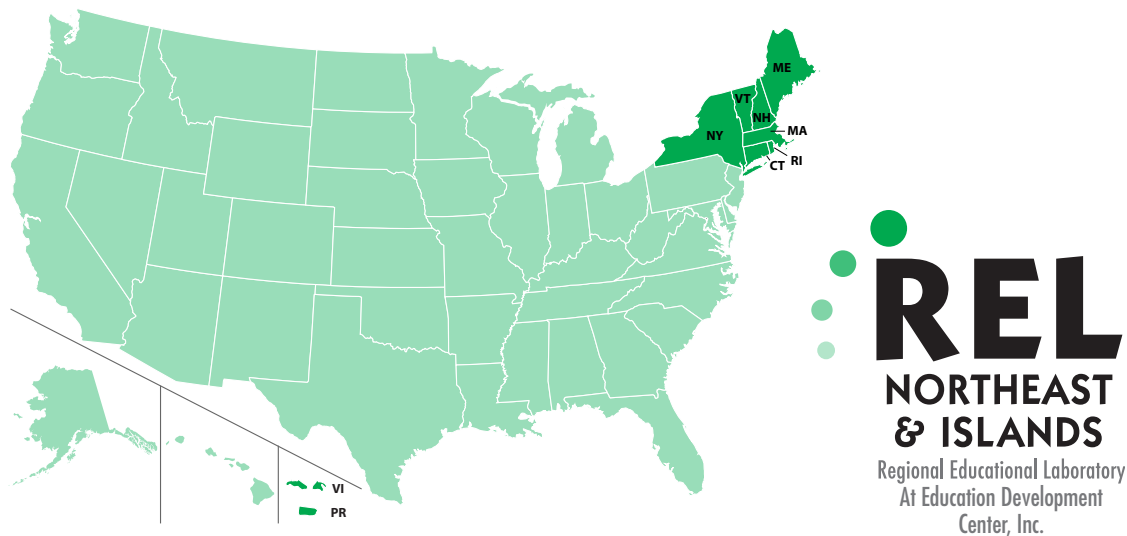 ME
VT
NH
NY
MA
RI
CT
VI
PR
REL
NORTHEAST
& ISLANDS
Regional Educational Laboratory
At Education Development
Center, Inc.